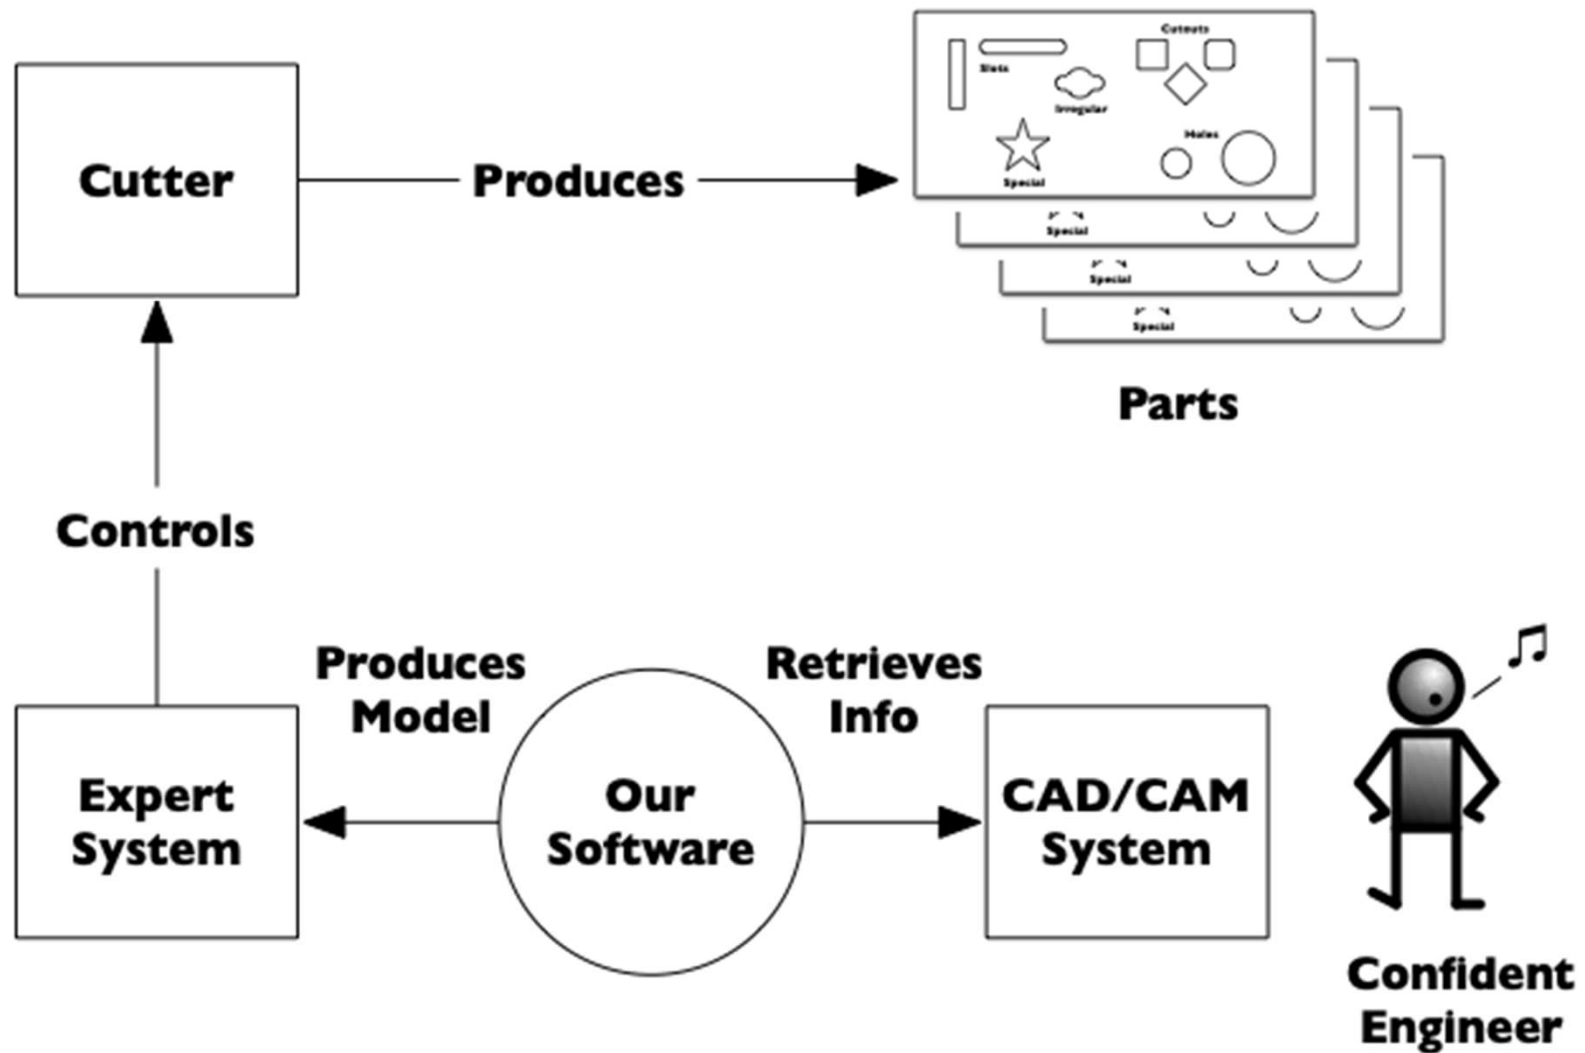 Cutouts
Slots
Irregular
Holes
Special
Cutter
Produces
Special
Special
Special
Parts
Controls
Produces
Model
Retrieves
Info
Expert
System
Our
Software
CAD/CAM
System
Confident
Engineer